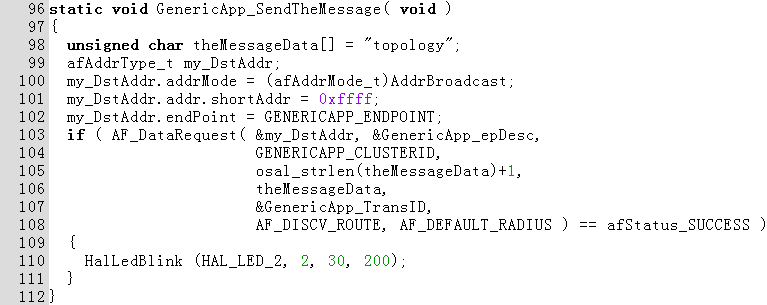 96 static void GenericApp_SendTheMessage( void )
97 {
98   unsigned char theMessageData[] = "topology";
99   afAddrType_t my_DstAddr;
100   my_DstAddr.addrMode = (afAddrMode_t)AddrBroadcast;
101   my_DstAddr.addr.shortAddr = 0xffff;
102   my_DstAddr.endPoint = GENERICAPP_ENDPOINT;
103   if ( AF_DataRequest( &my_DstAddr, &GenericApp_epDesc,
104                        GENERICAPP_CLUSTERID,
105                        osal_strlen(theMessageData)+1,
106                        theMessageData,
107                        &GenericApp_TransID,
108                        AF_DISCV_ROUTE, AF_DEFAULT_RADIUS ) == afStatus_SUCCESS )
109   {
110     HalLedBlink (HAL_LED_2, 2, 30, 200);
111   }
112 }